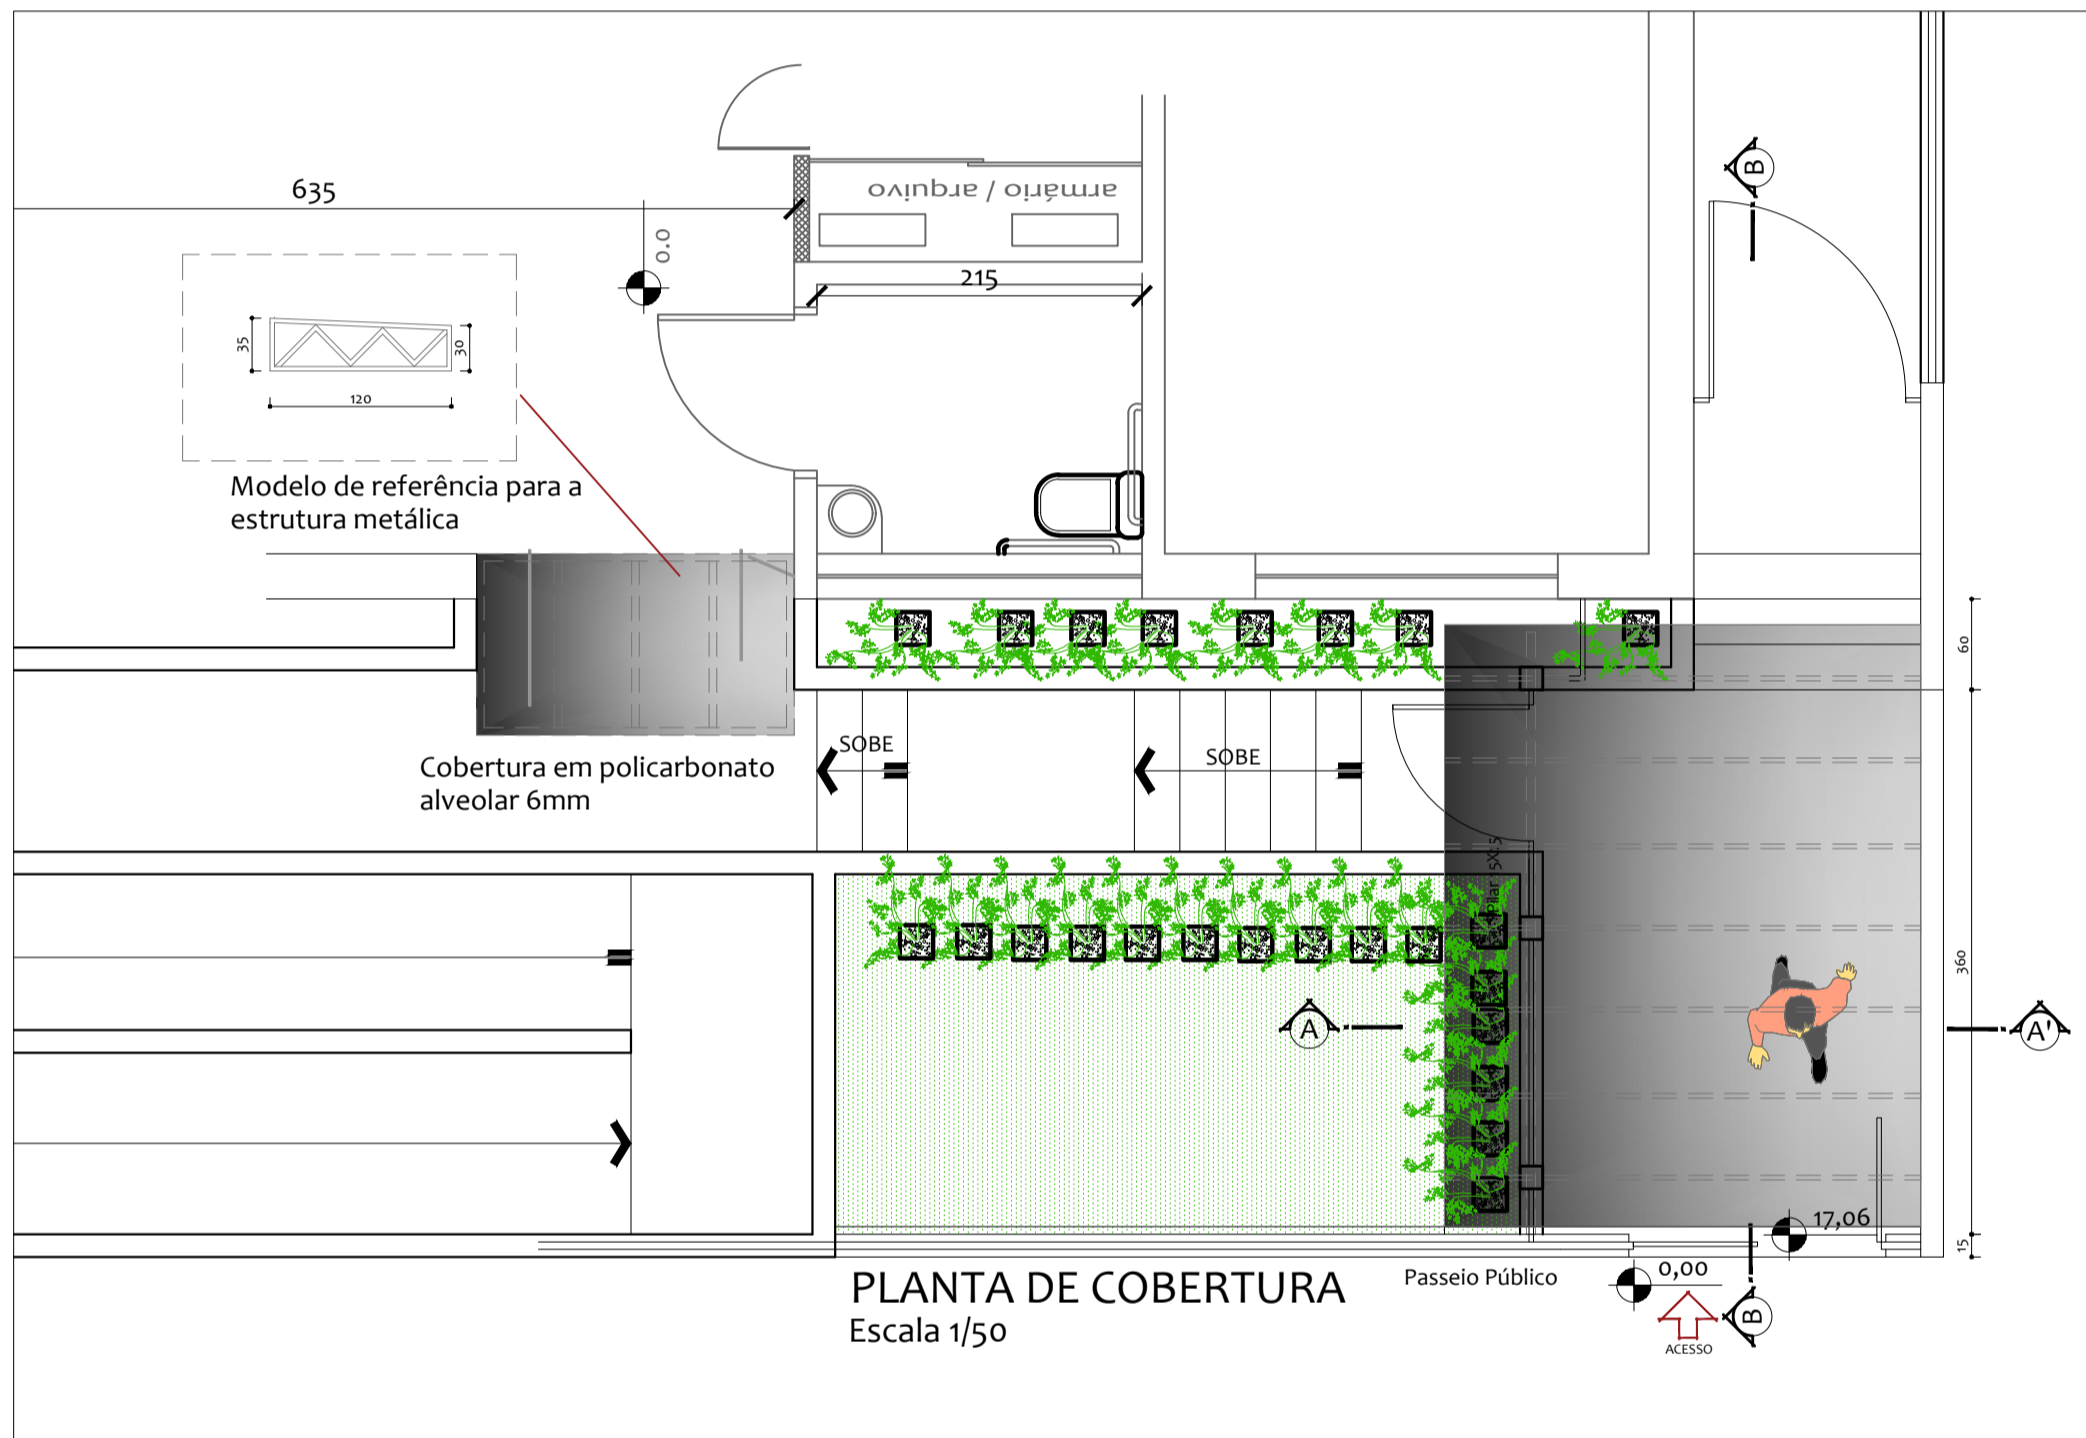 635
0.0
armário / arquivo
215
B
35
30
120
Modelo de referência para a
estrutura metálica
60
SOBE
SOBE
Cobertura em policarbonato
alveolar 6mm
360
A
A'
17,06
15
PLANTA DE COBERTURA
Escala 1/50
Passeio Público
0,00
B
ACESSO